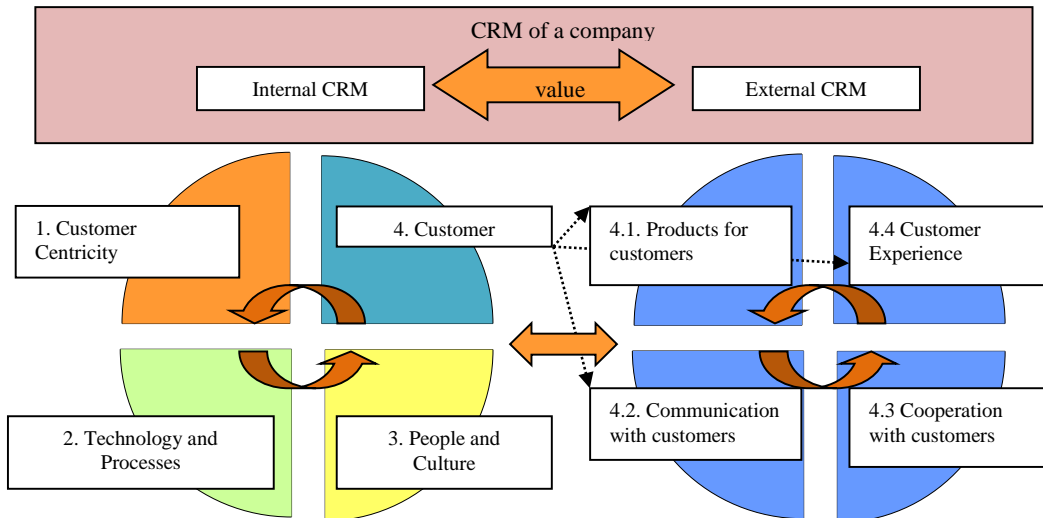 CRM of a company
Internal CRM
value
External CRM
1. Customer
Centricity
4. Customer
4.1. Products for
customers
4.4 Customer
Experience
2. Technology and
Processes
3. People and
Culture
4.2. Communication
with customers
4.3 Cooperation
with customers